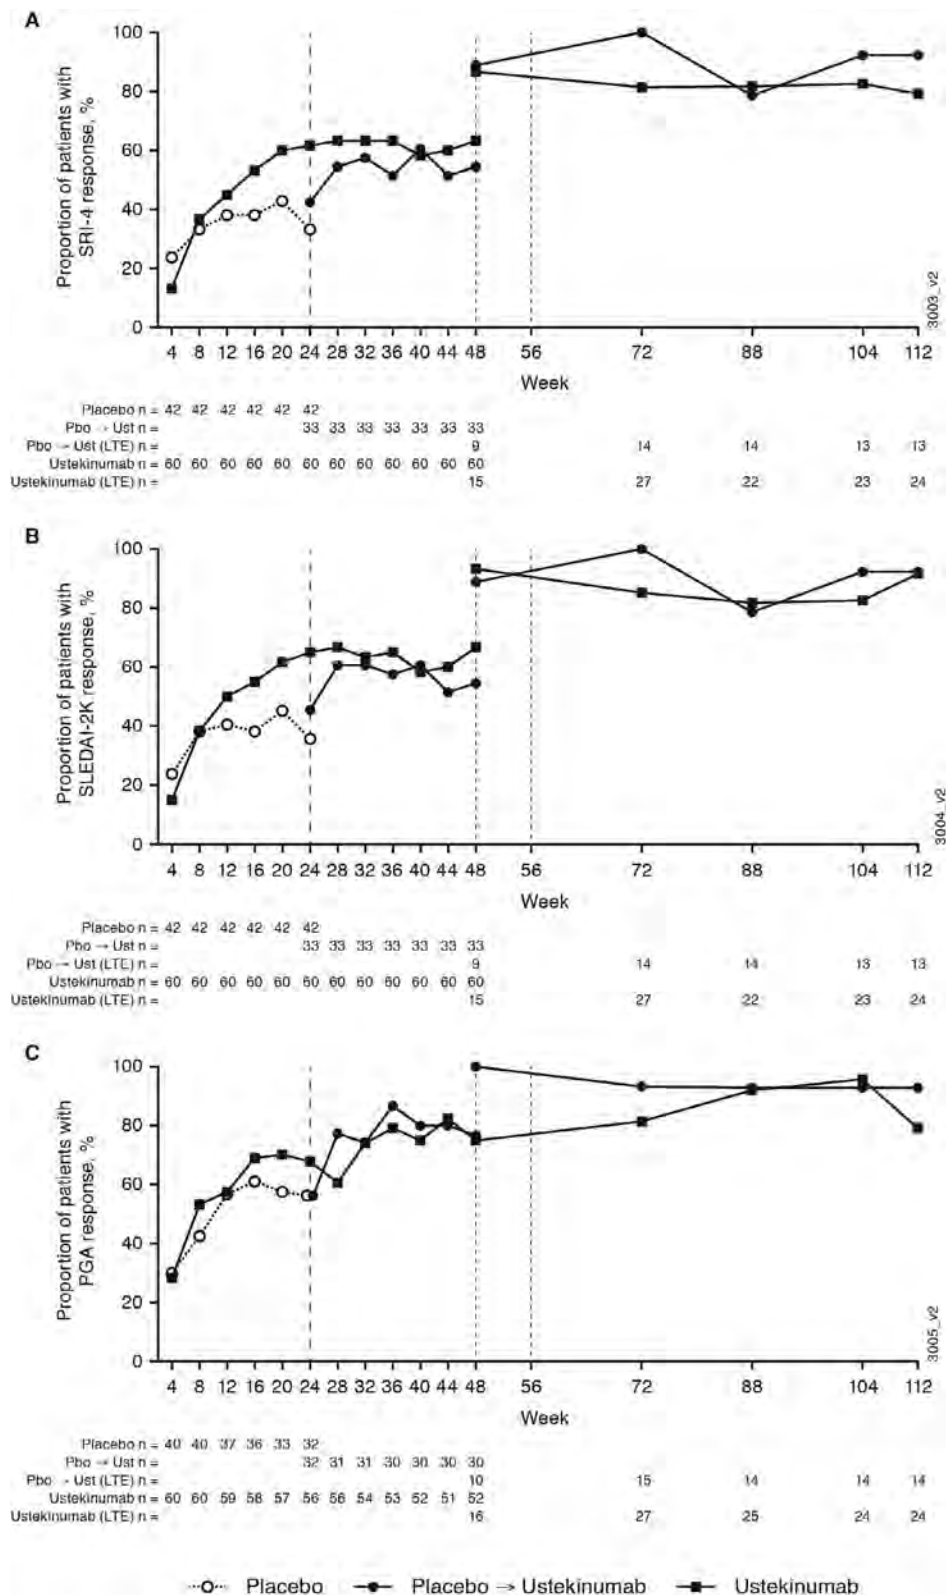 A
Proportion of patients with
SRI-4 response, %
100
80
60
40
20
0
4 8 12 16 20 24 28 32 36 40 44 48 56 72 88 104 112
Week
3003_v2
Placebo n = 42 42 42 42 42 42
Pbo → Ust n = 33 33 33 33 33 33 33
Pbo → Ust (LTE) n = 9 14 14 13 13
Ustekinumab n = 60 60 60 60 60 60 60 60 60 60 60 60
Ustekinumab (LTE) n = 15 27 22 23 24
B
Proportion of patients with
SLEDAI-2K response, %
100
80
60
40
20
0
4 8 12 16 20 24 28 32 36 40 44 48 56 72 88 104 112
Week
3004_v2
Placebo n = 42 42 42 42 42 42
Pbo → Ust n = 33 33 33 33 33 33 33
Pbo → Ust (LTE) n = 9 14 14 13 13
Ustekinumab n = 60 60 60 60 60 60 60 60 60 60 60 60
Ustekinumab (LTE) n = 15 27 22 23 24
C
Proportion of patients with
PGA response, %
100
80
60
40
20
0
4 8 12 16 20 24 28 32 36 40 44 48 56 72 88 104 112
Week
3005_v2
Placebo n = 40 40 37 36 33 32
Pbo → Ust n = 32 31 31 30 30 30 30
Pbo → Ust (LTE) n = 10 15 14 14 14
Ustekinumab n = 60 60 59 58 57 56 56 54 53 52 51 52
Ustekinumab (LTE) n = 16 27 25 24 24
Placebo Placebo → Ustekinumab Ustekinumab